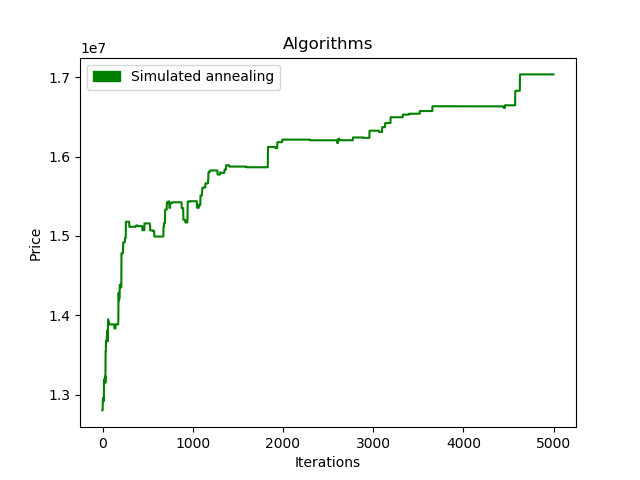 Algorithms
1e7
Simulated annealing
1.7
1.6
1.5
1.4
1.3
Price
0 1000 2000 3000 4000 5000
Iterations